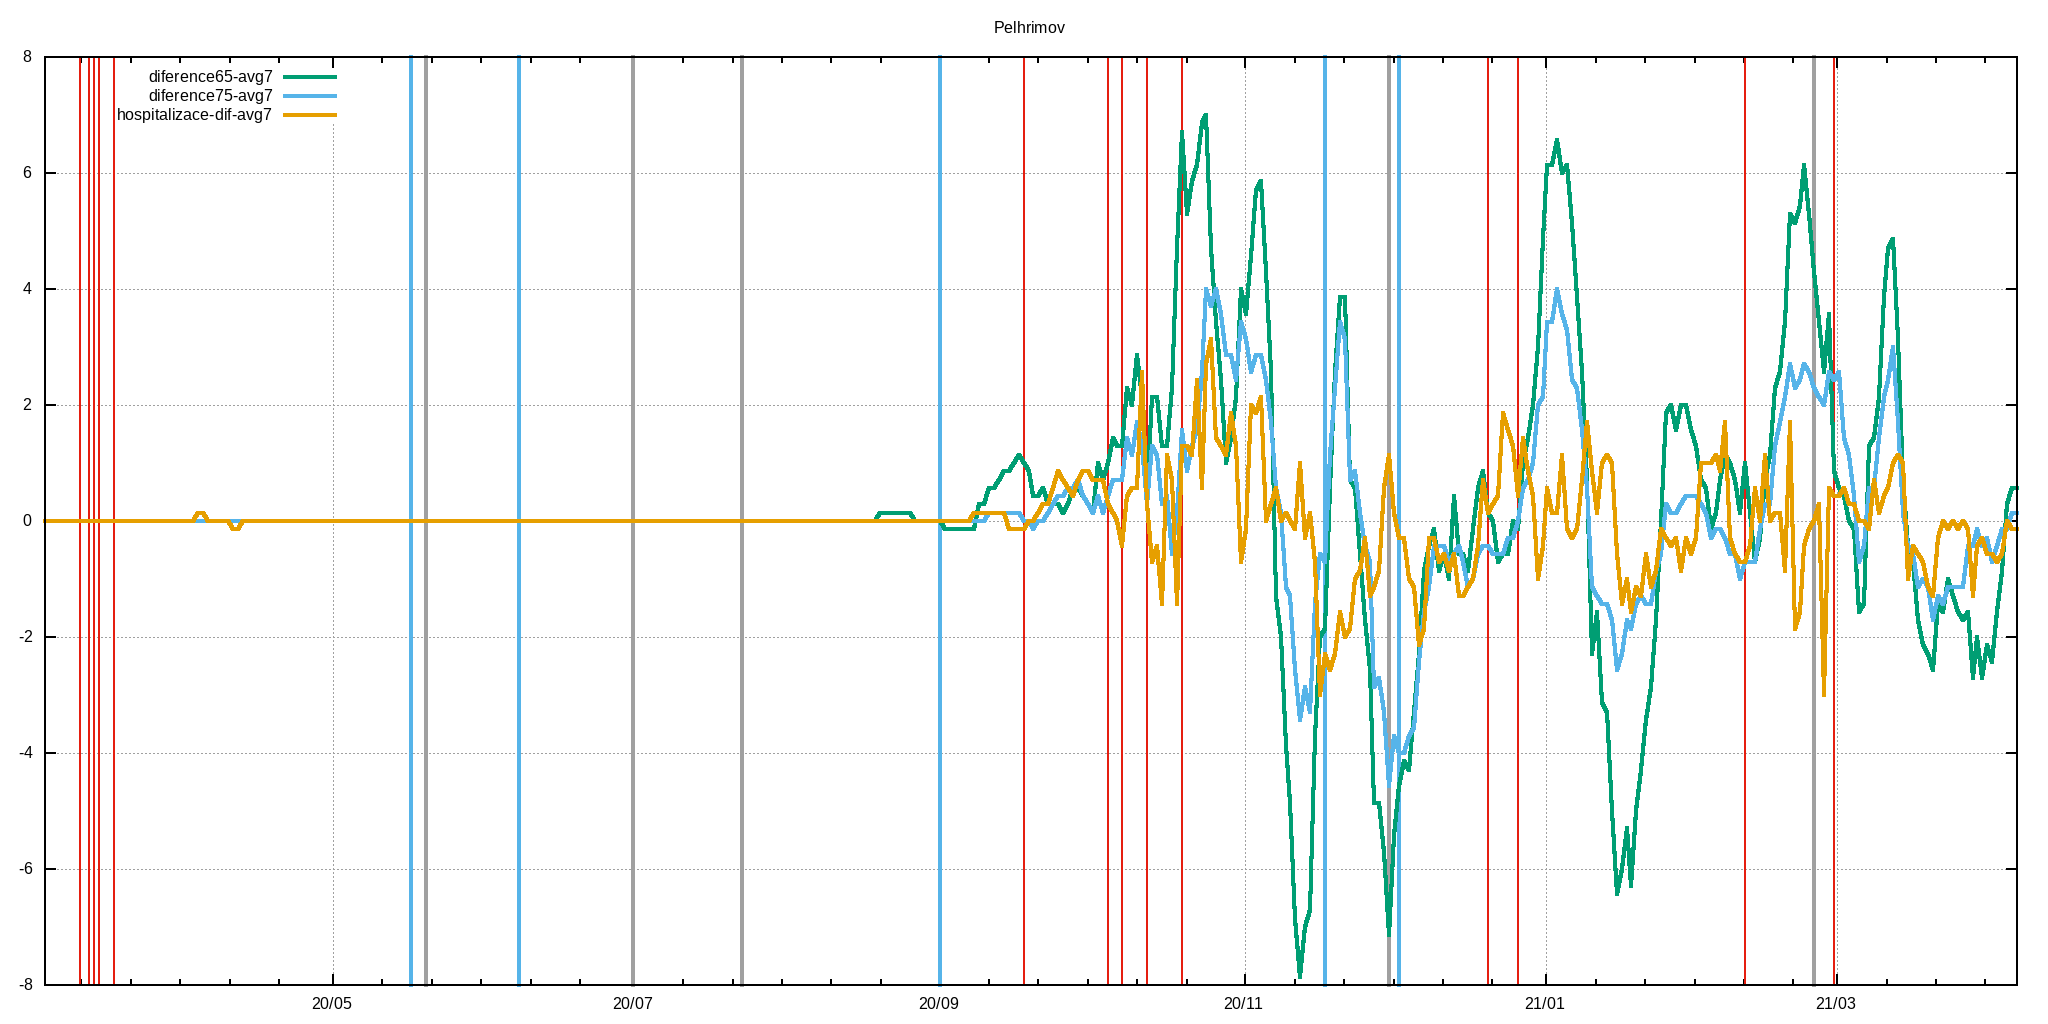 Pelhrimov
8
diference65-avg7
diference75-avg7
hospitalizace-dif-avg7
6
4
2
0
-2
-4
-6
-8
20/05 20/07 20/09 20/11 21/01 21/03